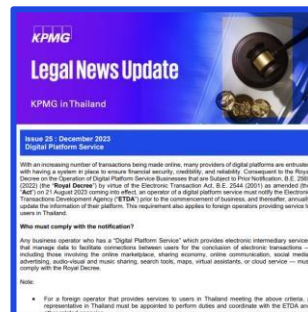 KPMG
Legal News Update
KPMG in Thailand
Issue 25 : December 2023
Digital Platform Service
With an increasing number of transactions being made online, many providers of digital platforms are entrusted
with having a system in place to ensure financial security, credibility, and reliability. Consequent to the Royal
Decree on the Operation of Digital Platform Service Businesses that are Subject to Prior Notification, B.E. 2565
(2022) (the "Royal Decree") by virtue of the Electronic Transaction Act, B.E. 2544 (2001) as amended (the
"Act") on 21 August 2023 coming into effect, an operator of a digital platform service must notify the Electronic
Transactions Development Agency ("ETDA") prior to the commencement of business, and thereafter, annually
update the information of their platform. This requirement also applies to foreign operators providing service to
users in Thailand.
Who must comply with the notification?
Any business operator who has a "Digital Platform Service" which provides electronic intermediary services
that manage data to facilitate connections between users for the conclusion of electronic transactions –
including those involving the online marketplace, sharing economy, online communication, social media,
advertising, audio-visual and music sharing, search tools, maps, virtual assistants, or cloud service — must
comply with the Royal Decree.
Note:
• For a foreign operator that provides services to users in Thailand meeting the above criteria, a
representative in Thailand must be appointed to perform duties and coordinate with the ETDA and